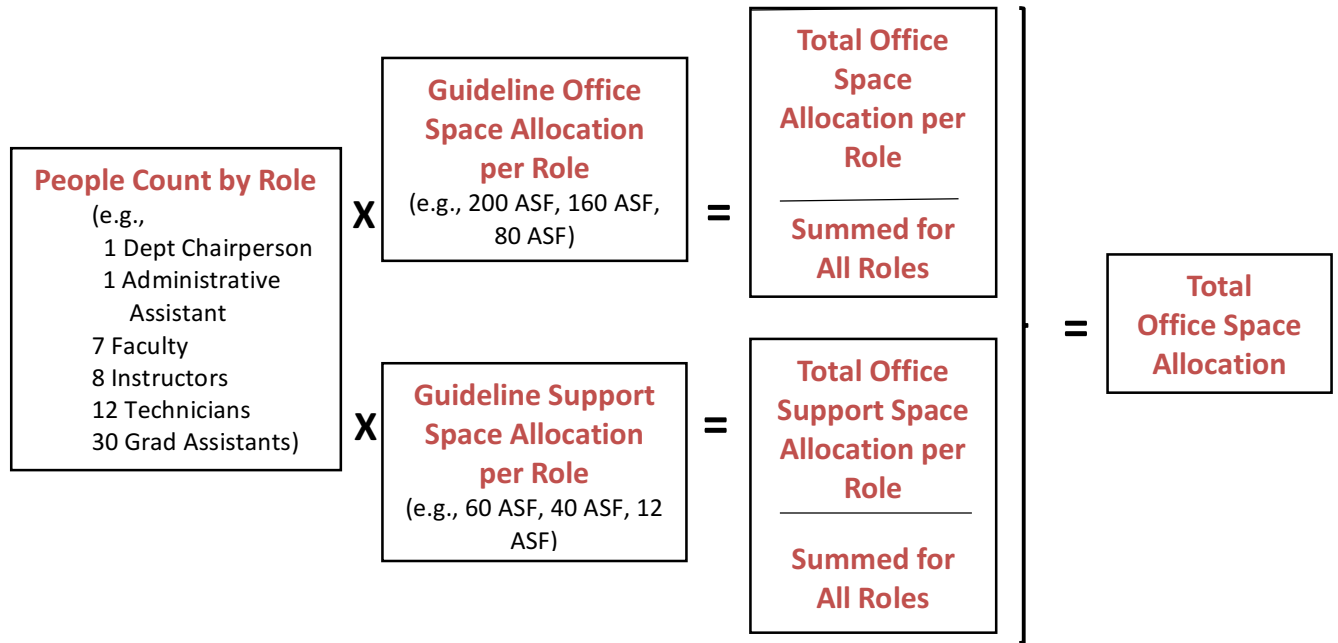 People Count by Role
(e.g.,
1 Dept Chairperson
1 Administrative
Assistant
7 Faculty
8 Instructors
12 Technicians
30 Grad Assistants)
X
Guideline Office
Space Allocation
per Role
(e.g., 200 ASF, 160 ASF,
80 ASF)
=
Total Office
Space
Allocation per
Role
Summed for
All Roles
X
Guideline Support
Space Allocation
per Role
(e.g., 60 ASF, 40 ASF, 12
ASF)
=
Total Office
Support Space
Allocation per
Role
Summed for
All Roles
=
Total
Office Space
Allocation